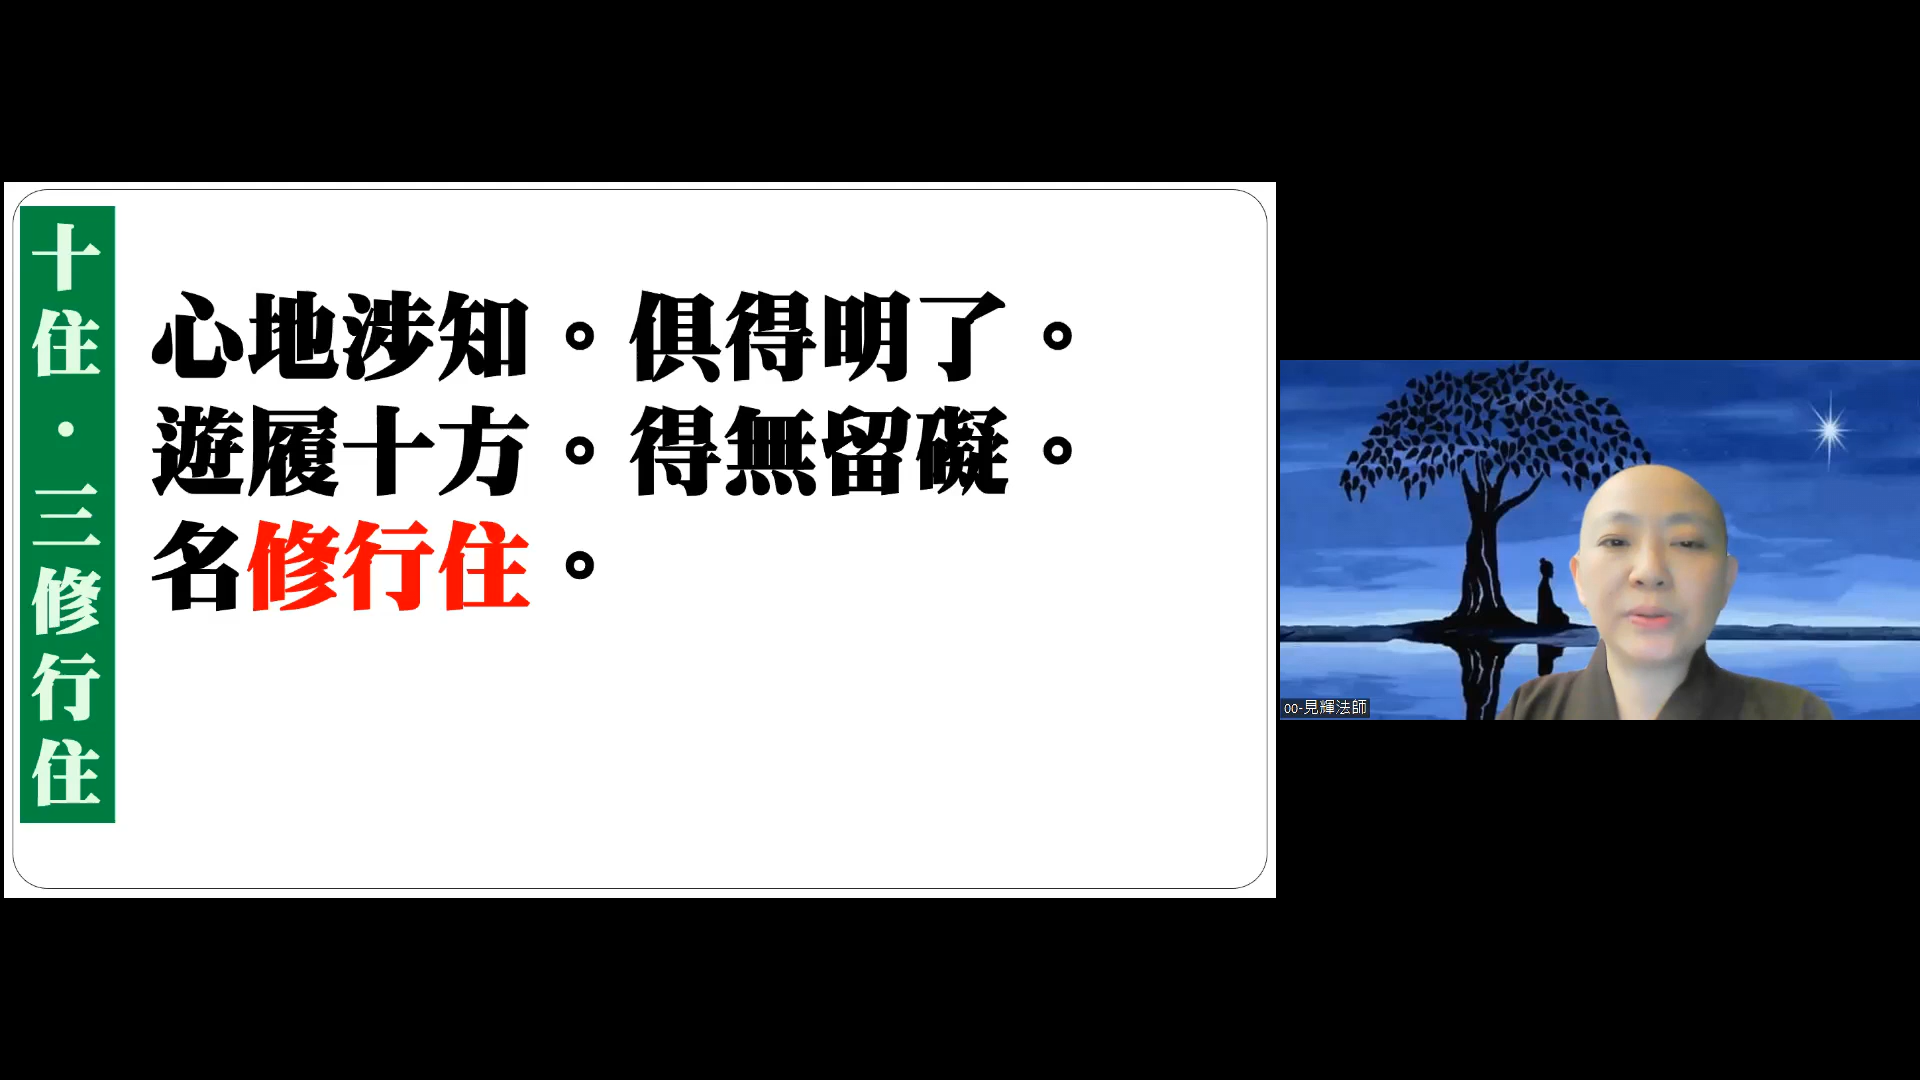 十住・三修行住
心地涉知。俱得明了。
遊履十方。得無留礙。
名修行住。
oo-見輝法師